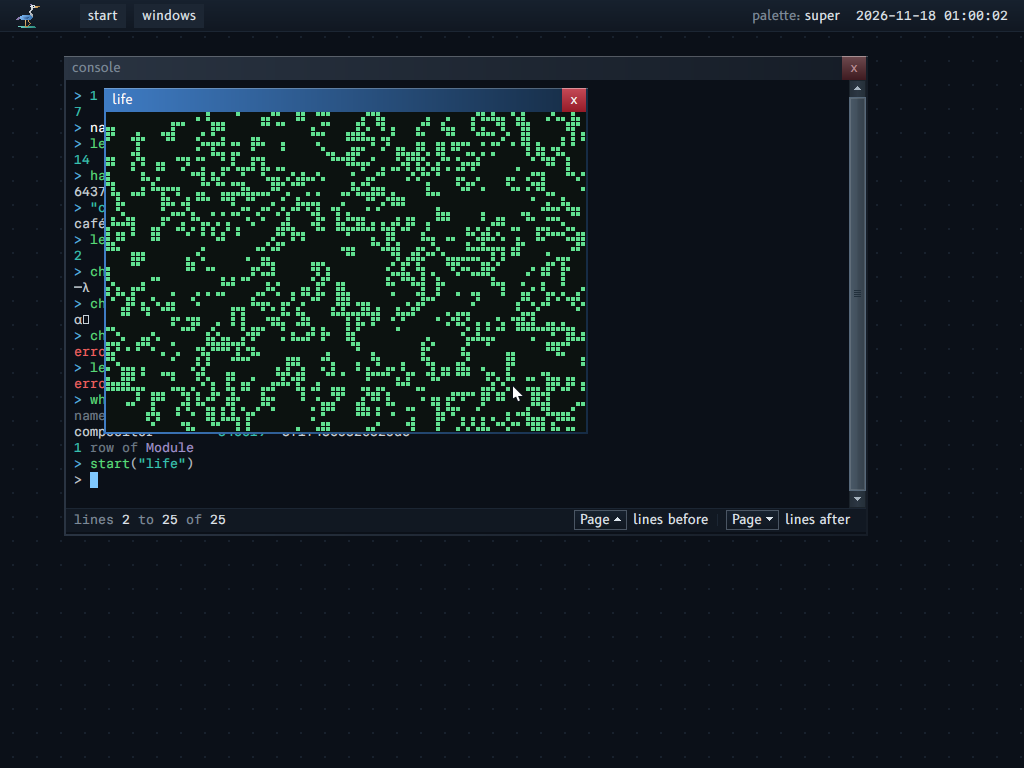 start windows palette: super 2026-11-18 01:00:02
console x
life x
> 1
7
> na
> le
14
> ha
6437
> "c
café
> le
2
> ch
—λ
> ch
> ch
erro
> le
erro
> wh
name
1 row of Module
> start("life")
>
lines 2 to 25 of 25 Page lines before Page lines after